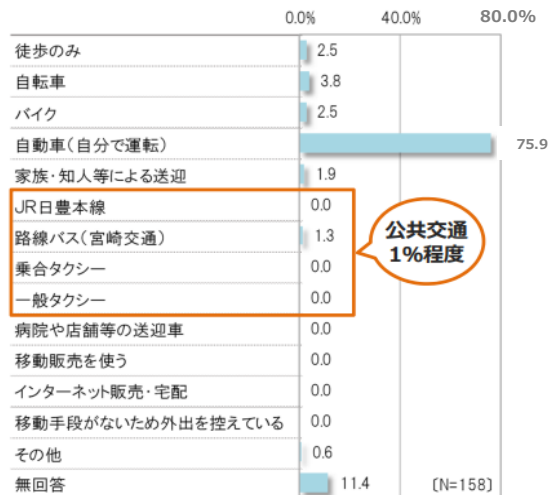 0.0% 40.0% 80.0%
徒歩のみ 2.5
自転車 3.8
バイク 2.5
自動車(自分で運転) 75.9
家族・知人等による送迎 1.9
JR日豊本線 0.0
路線バス(宮崎交通) 1.3
乗合タクシー 0.0
一般タクシー 0.0
公共交通
1%程度
病院や店舗等の送迎車 0.0
移動販売を使う 0.0
インターネット販売・宅配 0.0
移動手段がないため外出を控えている 0.0
その他 0.6
無回答 11.4 〔N=158〕